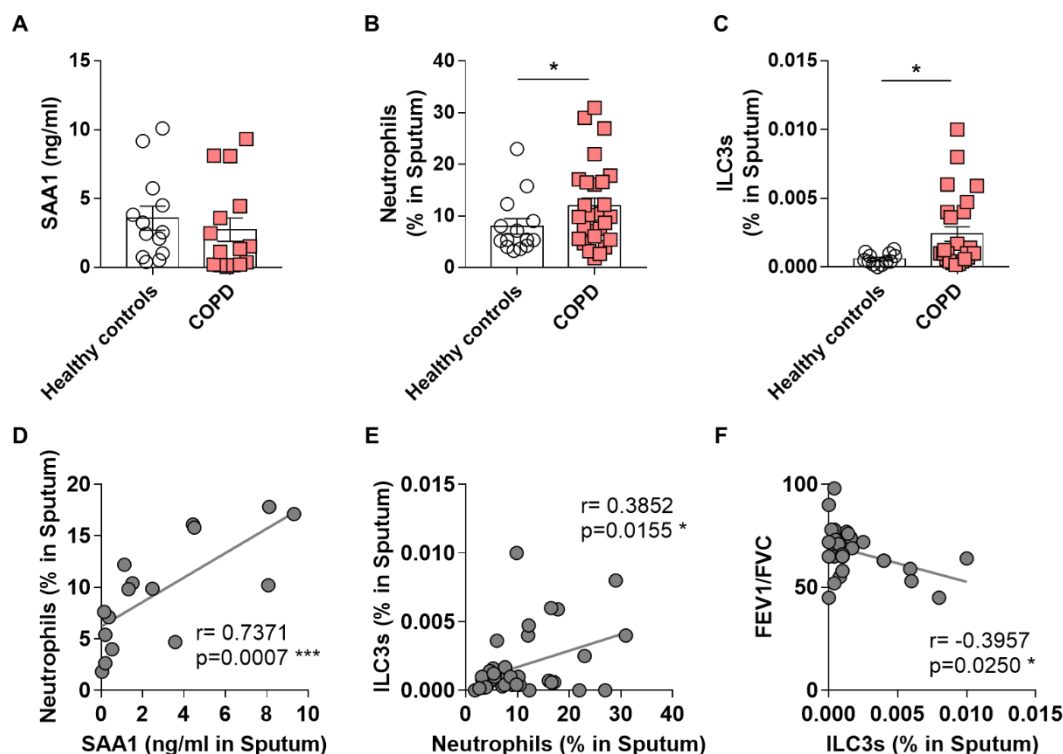 A
SAA1 (ng/ml)
15
10
5
0
Healthy controls
COPD
B
Neutrophils
(% in Sputum)
40
30
20
10
0
*
Healthy controls
COPD
C
ILC3s
(% in Sputum)
0.015
0.010
0.005
0.000
*
Healthy controls
COPD
D
Neutrophils (% in Sputum)
20
15
10
5
0
r= 0.7371
p=0.0007 ***
0 2 4 6 8 10
SAA1 (ng/ml in Sputum)
E
ILC3s (% in Sputum)
0.015
0.010
0.005
0.000
r= 0.3852
p=0.0155 *
0 10 20 30 40
Neutrophils (% in Sputum)
F
FEV1/FVC
100
50
0
r= -0.3957
p=0.0250 *
0.000 0.005 0.010 0.015
ILC3s (% in Sputum)